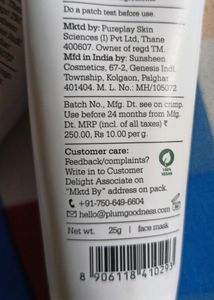 Do a patch test before use.
Mktd by: Pureplay Skin
Sciences (I) Pvt Ltd, Thane
400607. Owner of regd TM.
Mfd in India by: Sunsheen
Cosmetics, 67-2, Genesis Indl.
Township, Kolgaon, Palghar
401404. M. L. No.: MH/105072
Batch No., Mfg. Dt. see on crimp.
Use before 24 months from Mfg.
Dt. MRP (incl. of all taxes) ₹
250.00, Rs 10.00 per g.
Customer care:
Feedback/complaints?
Write in to Customer
Delight Associate on
"Mktd By" address on pack.
+91-750-649-6604
hello@plumgoodness.com
100%
VEGAN
25g | face mask
8 906118 410293